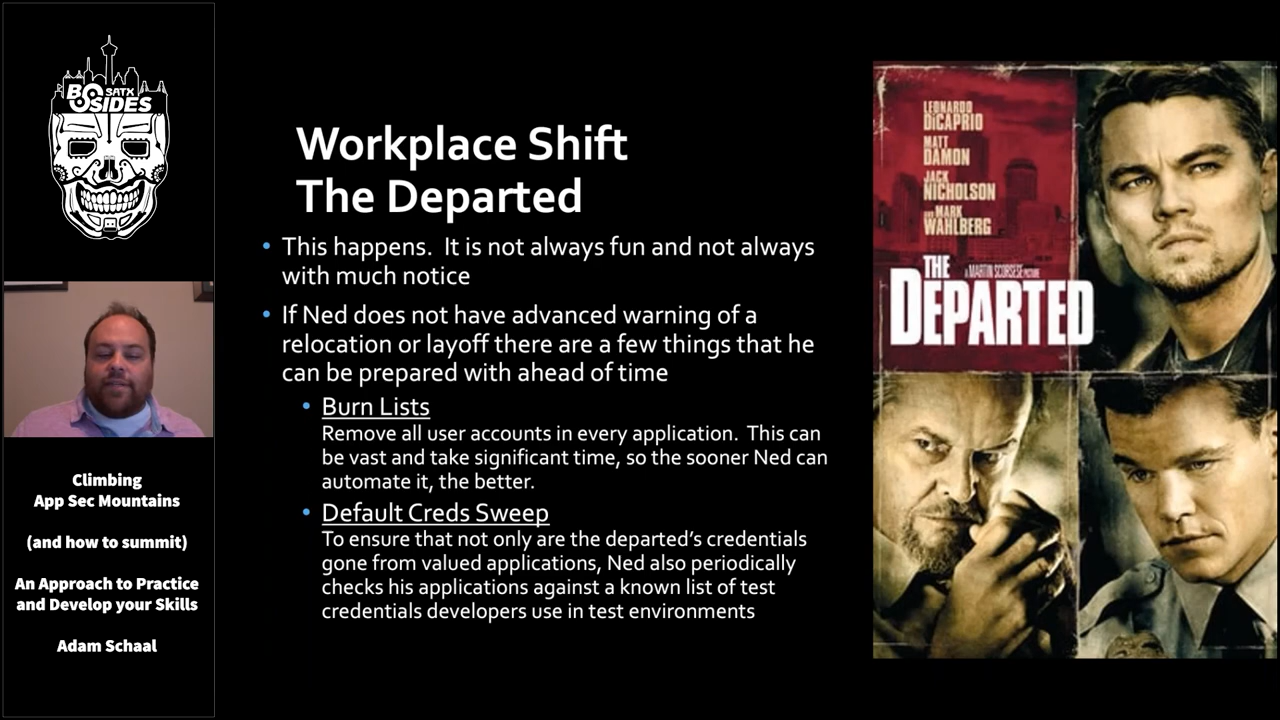 BSIDES
SATX
Climbing
App Sec Mountains
(and how to summit)
An Approach to Practice
and Develop your Skills
Adam Schaal
Workplace Shift
The Departed
• This happens.  It is not always fun and not always
with much notice
• If Ned does not have advanced warning of a
relocation or layoff there are a few things that he
can be prepared with ahead of time
• Burn Lists
Remove all user accounts in every application.  This can
be vast and take significant time, so the sooner Ned can
automate it, the better.
• Default Creds Sweep
To ensure that not only are the departed’s credentials
gone from valued applications, Ned also periodically
checks his applications against a known list of test
credentials developers use in test environments
LEONARDO
DiCAPRIO
MATT
DAMON
JACK
NICHOLSON
AND MARK
WAHLBERG
THE
A MARTIN SCORSESE PICTURE
DEPARTED